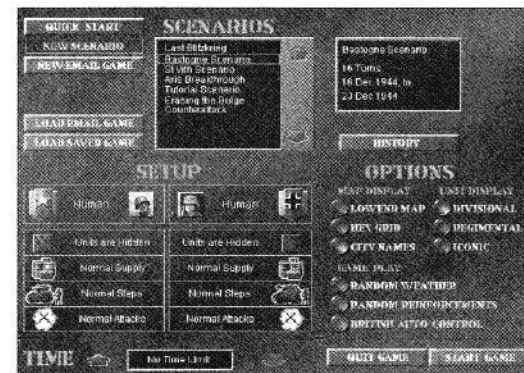 QUICK START
NEW SCENARIO
NEW EMAIL GAME
LOAD EMAIL GAME
LOAD SAVED GAME
SCENARIOS
Last Blitzkrieg
Bastogne Scenario
St Vith Scenario
Axis Breakthrough
Tutorial Scenario
Erasing the Bulge
Counterattack
Bastogne Scenario
16 Turns
16 Dec 1944, to
23 Dec 1944
HISTORY
SETUP
Human
Human
Units are Hidden
Units are Hidden
Normal Supply
Normal Supply
Normal Steps
Normal Steps
Normal Attacks
Normal Attacks
OPTIONS
MAP DISPLAY
UNIT DISPLAY
LOWEND MAP
DIVISIONAL
HEX GRID
REGIMENTAL
CITY NAMES
ICONIC
GAME PLAY
RANDOM WEATHER
RANDOM REINFORCEMENTS
BRITISH AUTO CONTROL
TIME
No Time Limit
QUIT GAME
START GAME